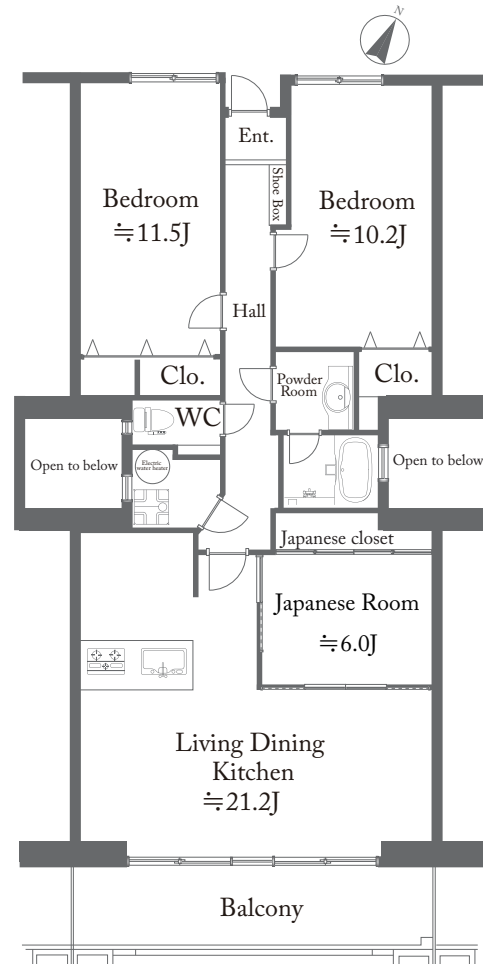 N
Ent.
Shoe Box
Bedroom
≒11.5J
Bedroom
≒10.2J
Hall
Clo.
Powder
Room
Clo.
WC
Open to below
Electric
water heater
Open to below
Japanese closet
Japanese Room
≒6.0J
Living Dining
Kitchen
≒21.2J
Balcony